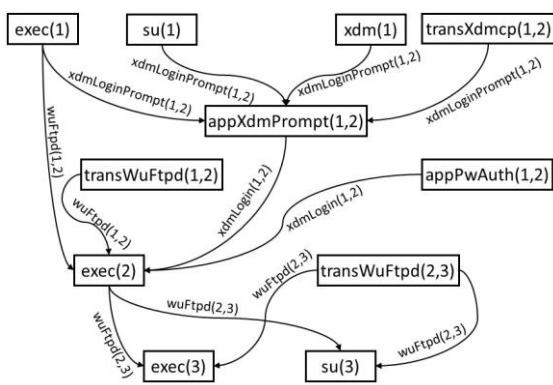 exec(1)
su(1)
xdm(1)
transXdmcp(1,2)
xdmLoginPrompt(1,2)
xdmLoginPrompt(1,2)
xdmLoginPrompt(1,2)
xdmLoginPrompt(1,2)
wuFtpd(1,2)
appXdmPrompt(1,2)
transWuFtpd(1,2)
appPwAuth(1,2)
wuFtpd(1,2)
xdmLogin(1,2)
xdmLogin(1,2)
exec(2)
transWuFtpd(2,3)
wuFtpd(2,3)
wuFtpd(2,3)
wuFtpd(2,3)
wuFtpd(2,3)
exec(3)
su(3)